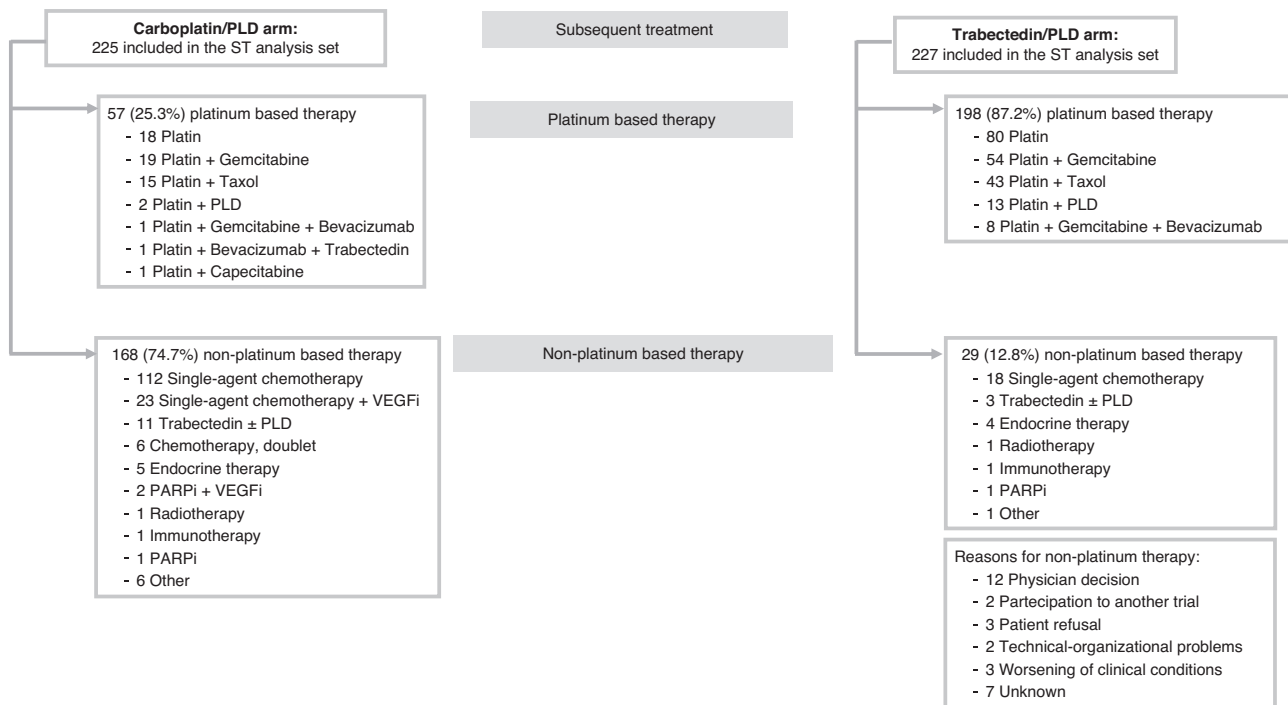 Carboplatin/PLD arm:
225 included in the ST analysis set
57 (25.3%) platinum based therapy
- 18 Platin
- 19 Platin + Gemcitabine
- 15 Platin + Taxol
- 2 Platin + PLD
- 1 Platin + Gemcitabine + Bevacizumab
- 1 Platin + Bevacizumab + Trabectedin
- 1 Platin + Capecitabine
168 (74.7%) non-platinum based therapy
- 112 Single-agent chemotherapy
- 23 Single-agent chemotherapy + VEGFi
- 11 Trabectedin ± PLD
- 6 Chemotherapy, doublet
- 5 Endocrine therapy
- 2 PARPi + VEGFi
- 1 Radiotherapy
- 1 Immunotherapy
- 1 PARPi
- 6 Other
Subsequent treatment
Platinum based therapy
Non-platinum based therapy
Trabectedin/PLD arm:
227 included in the ST analysis set
198 (87.2%) platinum based therapy
- 80 Platin
- 54 Platin + Gemcitabine
- 43 Platin + Taxol
- 13 Platin + PLD
- 8 Platin + Gemcitabine + Bevacizumab
29 (12.8%) non-platinum based therapy
- 18 Single-agent chemotherapy
- 3 Trabectedin ± PLD
- 4 Endocrine therapy
- 1 Radiotherapy
- 1 Immunotherapy
- 1 PARPi
- 1 Other
Reasons for non-platinum therapy:
- 12 Physician decision
- 2 Partecipation to another trial
- 3 Patient refusal
- 2 Technical-organizational problems
- 3 Worsening of clinical conditions
- 7 Unknown